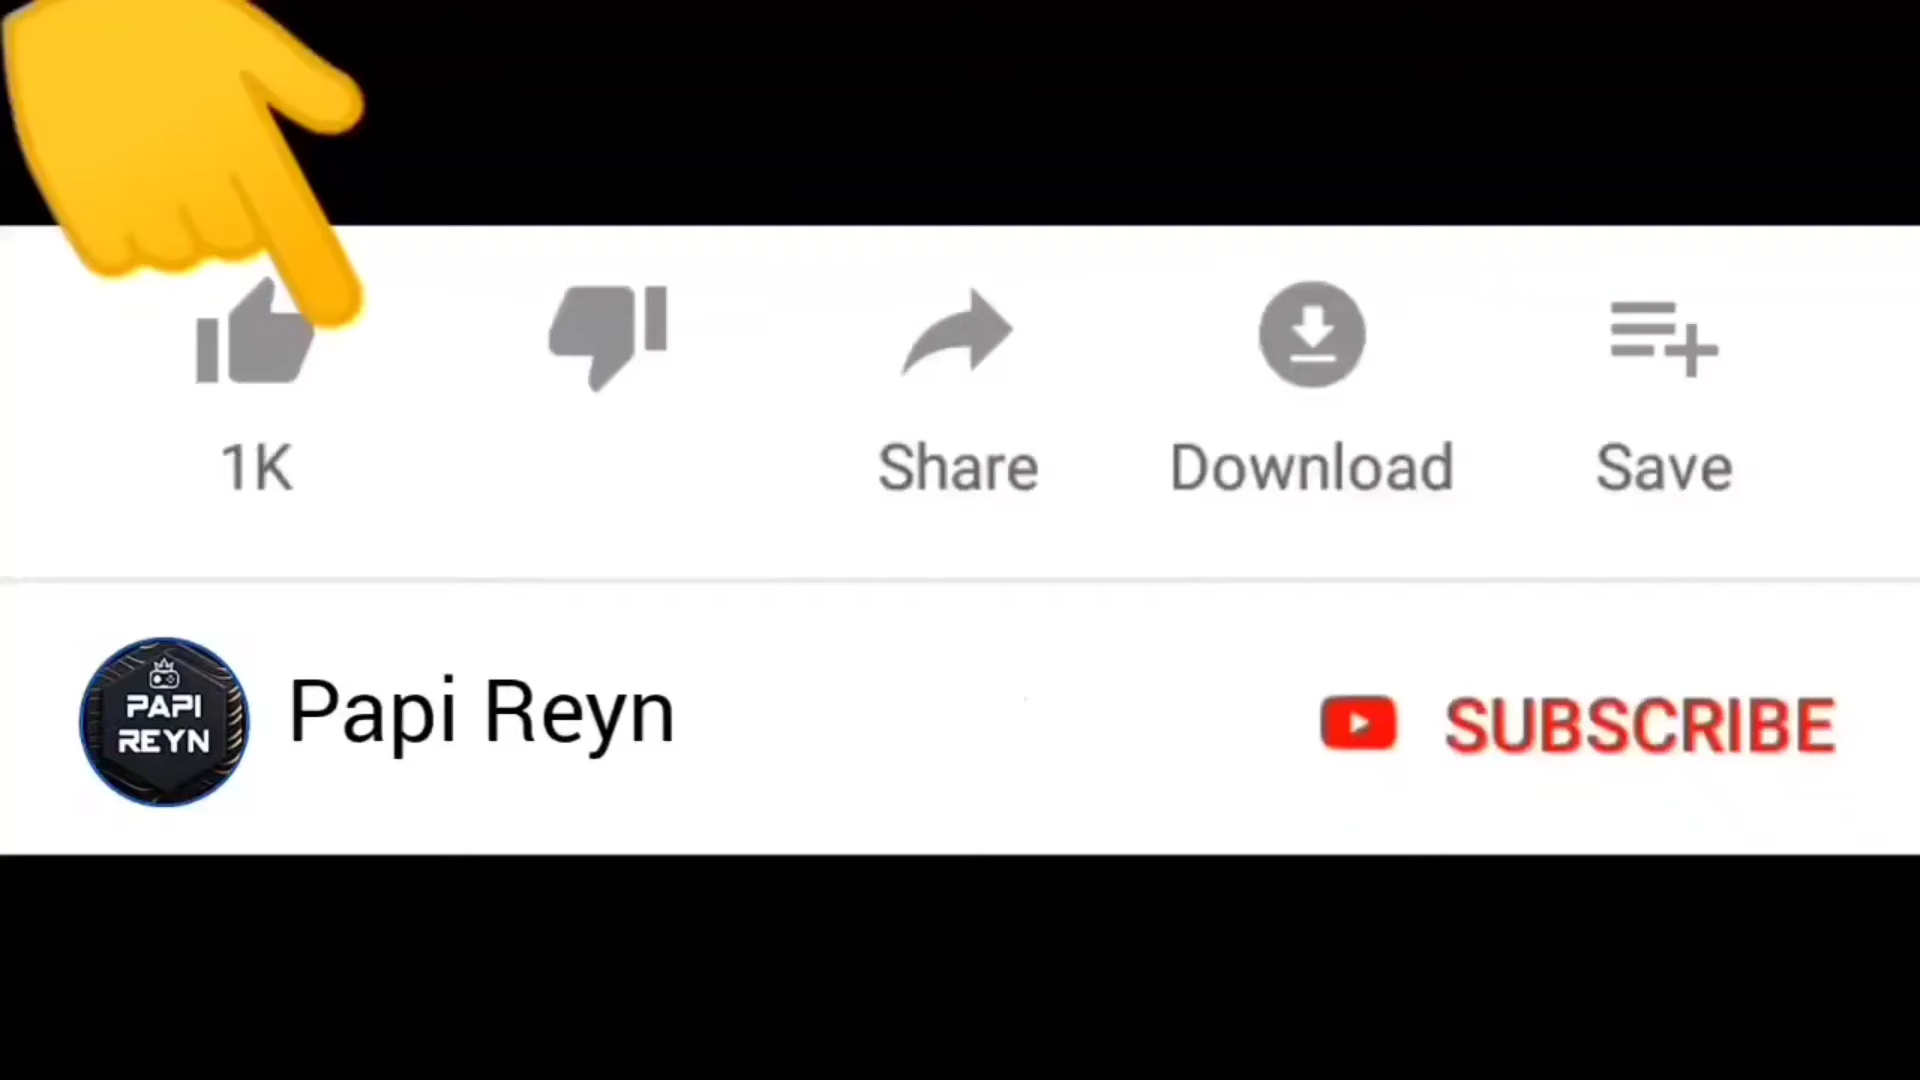 1K
Share
Download
Save
PAPI
REYN
Papi Reyn
SUBSCRIBE